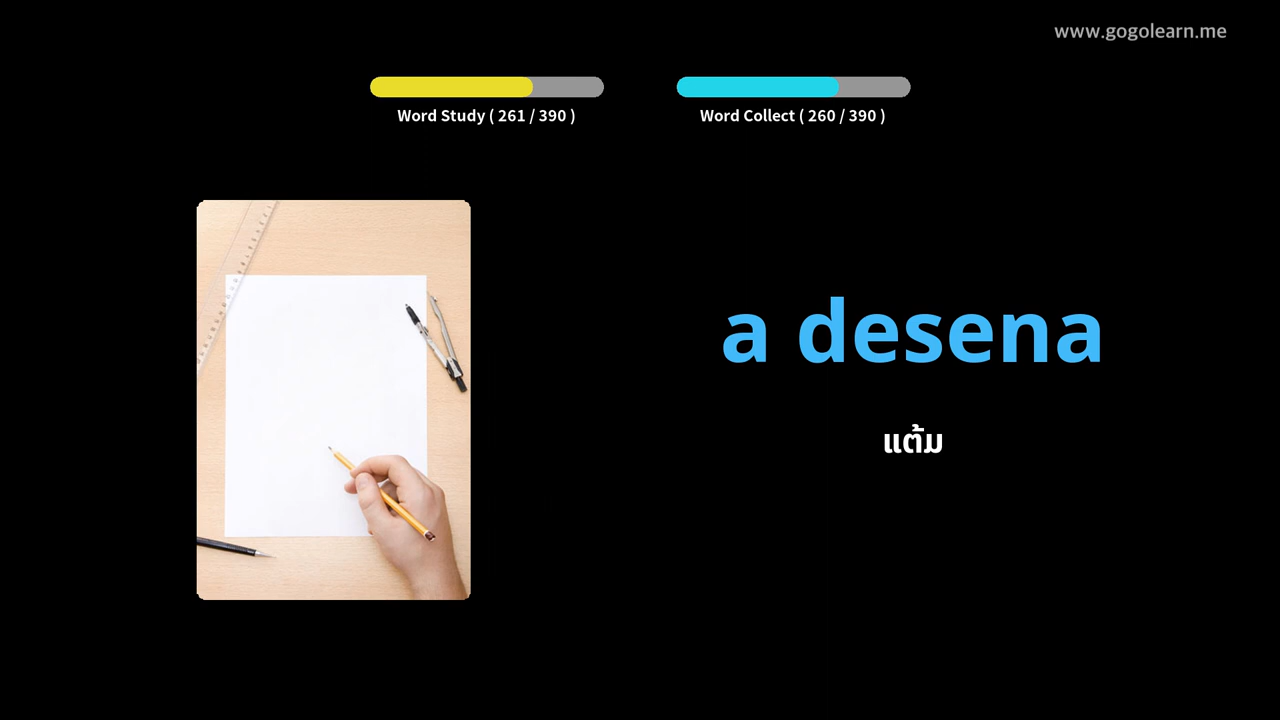 www.gogolearn.me
Word Study ( 261 / 390 )
Word Collect ( 260 / 390 )
a desena
แต้ม